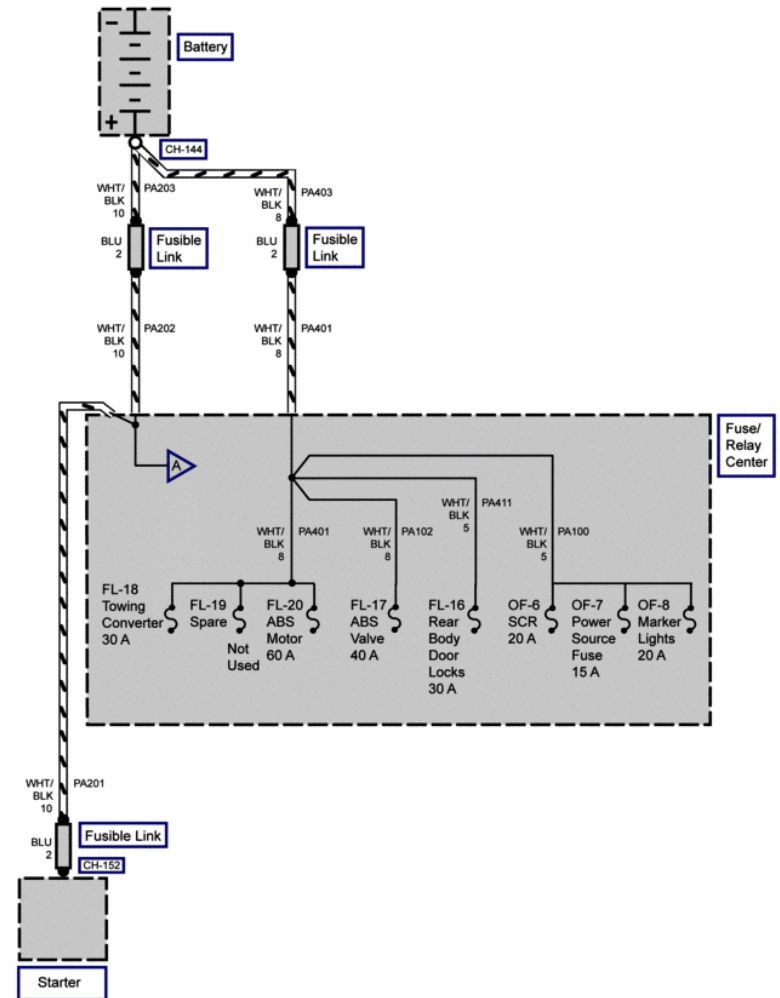 −
Battery
+
CH-144
WHT/
BLK
10
PA203
WHT/
BLK
8
PA403
BLU
2
Fusible
Link
BLU
2
Fusible
Link
WHT/
BLK
10
PA202
WHT/
BLK
8
PA401
Fuse/
Relay
Center
A
WHT/
BLK
8
PA401
WHT/
BLK
8
PA102
WHT/
BLK
5
PA411
WHT/
BLK
5
PA100
FL-18
Towing
Converter
30 A
FL-19
Spare
Not
Used
FL-20
ABS
Motor
60 A
FL-17
ABS
Valve
40 A
FL-16
Rear
Body
Door
Locks
30 A
OF-6
SCR
20 A
OF-7
Power
Source
Fuse
15 A
OF-8
Marker
Lights
20 A
WHT/
BLK
10
PA201
BLU
2
Fusible Link
CH-152
Starter